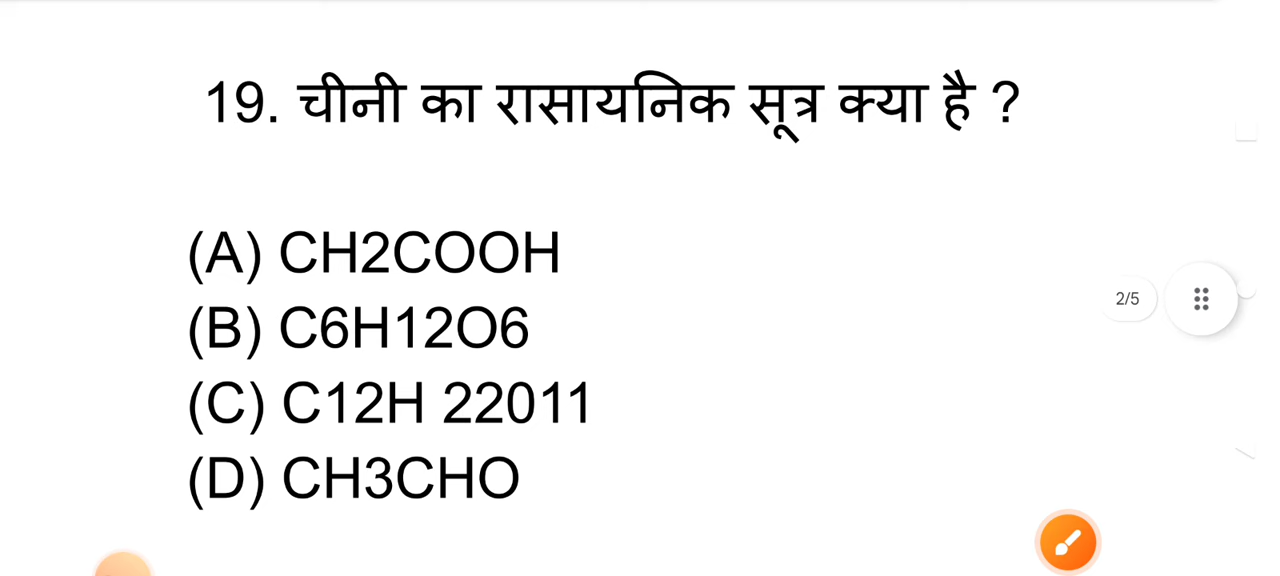 19. चीनी का रासायनिक सूत्र क्या है ?
(A) CH2COOH
(B) C6H12O6
2/5
(C) C12H 22011
(D) CH3CHO